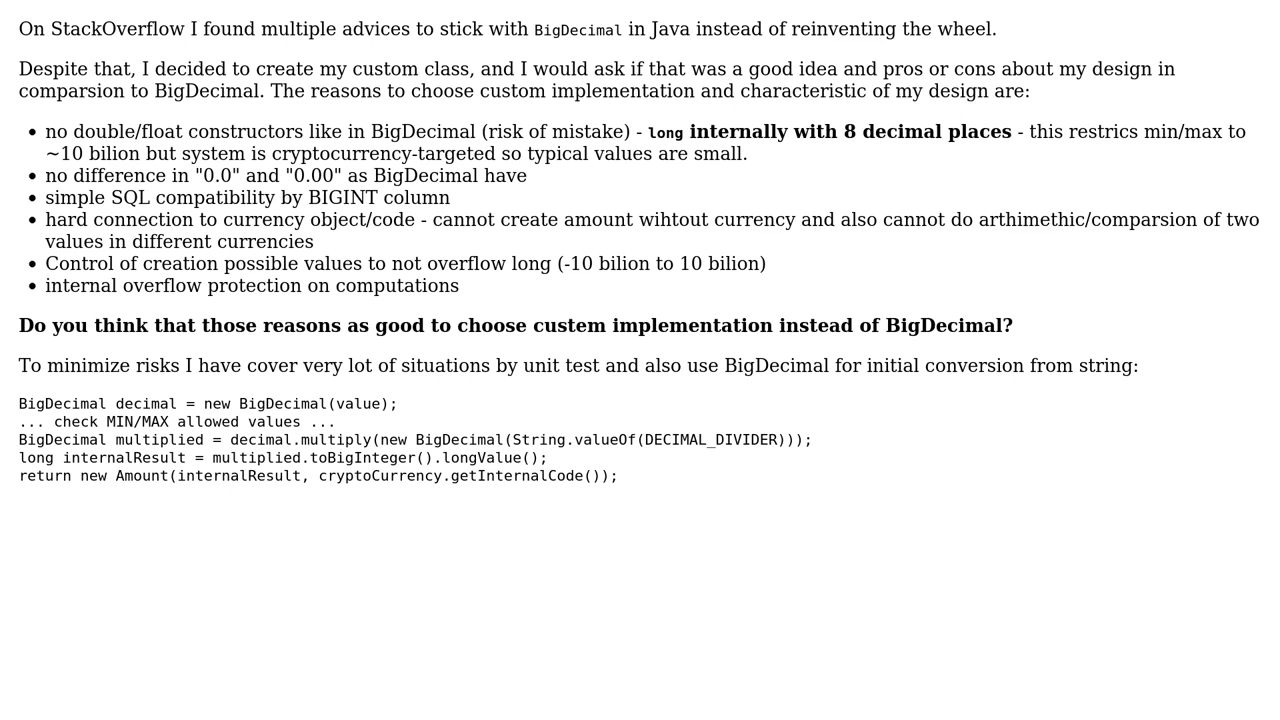 On StackOverflow I found multiple advices to stick with BigDecimal in Java instead of reinventing the wheel.
Despite that, I decided to create my custom class, and I would ask if that was a good idea and pros or cons about my design in
comparsion to BigDecimal. The reasons to choose custom implementation and characteristic of my design are:
• no double/float constructors like in BigDecimal (risk of mistake) - long internally with 8 decimal places - this restrics min/max to
~10 bilion but system is cryptocurrency-targeted so typical values are small.
• no difference in "0.0" and "0.00" as BigDecimal have
• simple SQL compatibility by BIGINT column
• hard connection to currency object/code - cannot create amount wihtout currency and also cannot do arthimethic/comparsion of two
values in different currencies
• Control of creation possible values to not overflow long (-10 bilion to 10 bilion)
• internal overflow protection on computations
Do you think that those reasons as good to choose custem implementation instead of BigDecimal?
To minimize risks I have cover very lot of situations by unit test and also use BigDecimal for initial conversion from string:
BigDecimal decimal = new BigDecimal(value);
... check MIN/MAX allowed values ...
BigDecimal multiplied = decimal.multiply(new BigDecimal(String.valueOf(DECIMAL_DIVIDER)));
long internalResult = multiplied.toBigInteger().longValue();
return new Amount(internalResult, cryptoCurrency.getInternalCode());